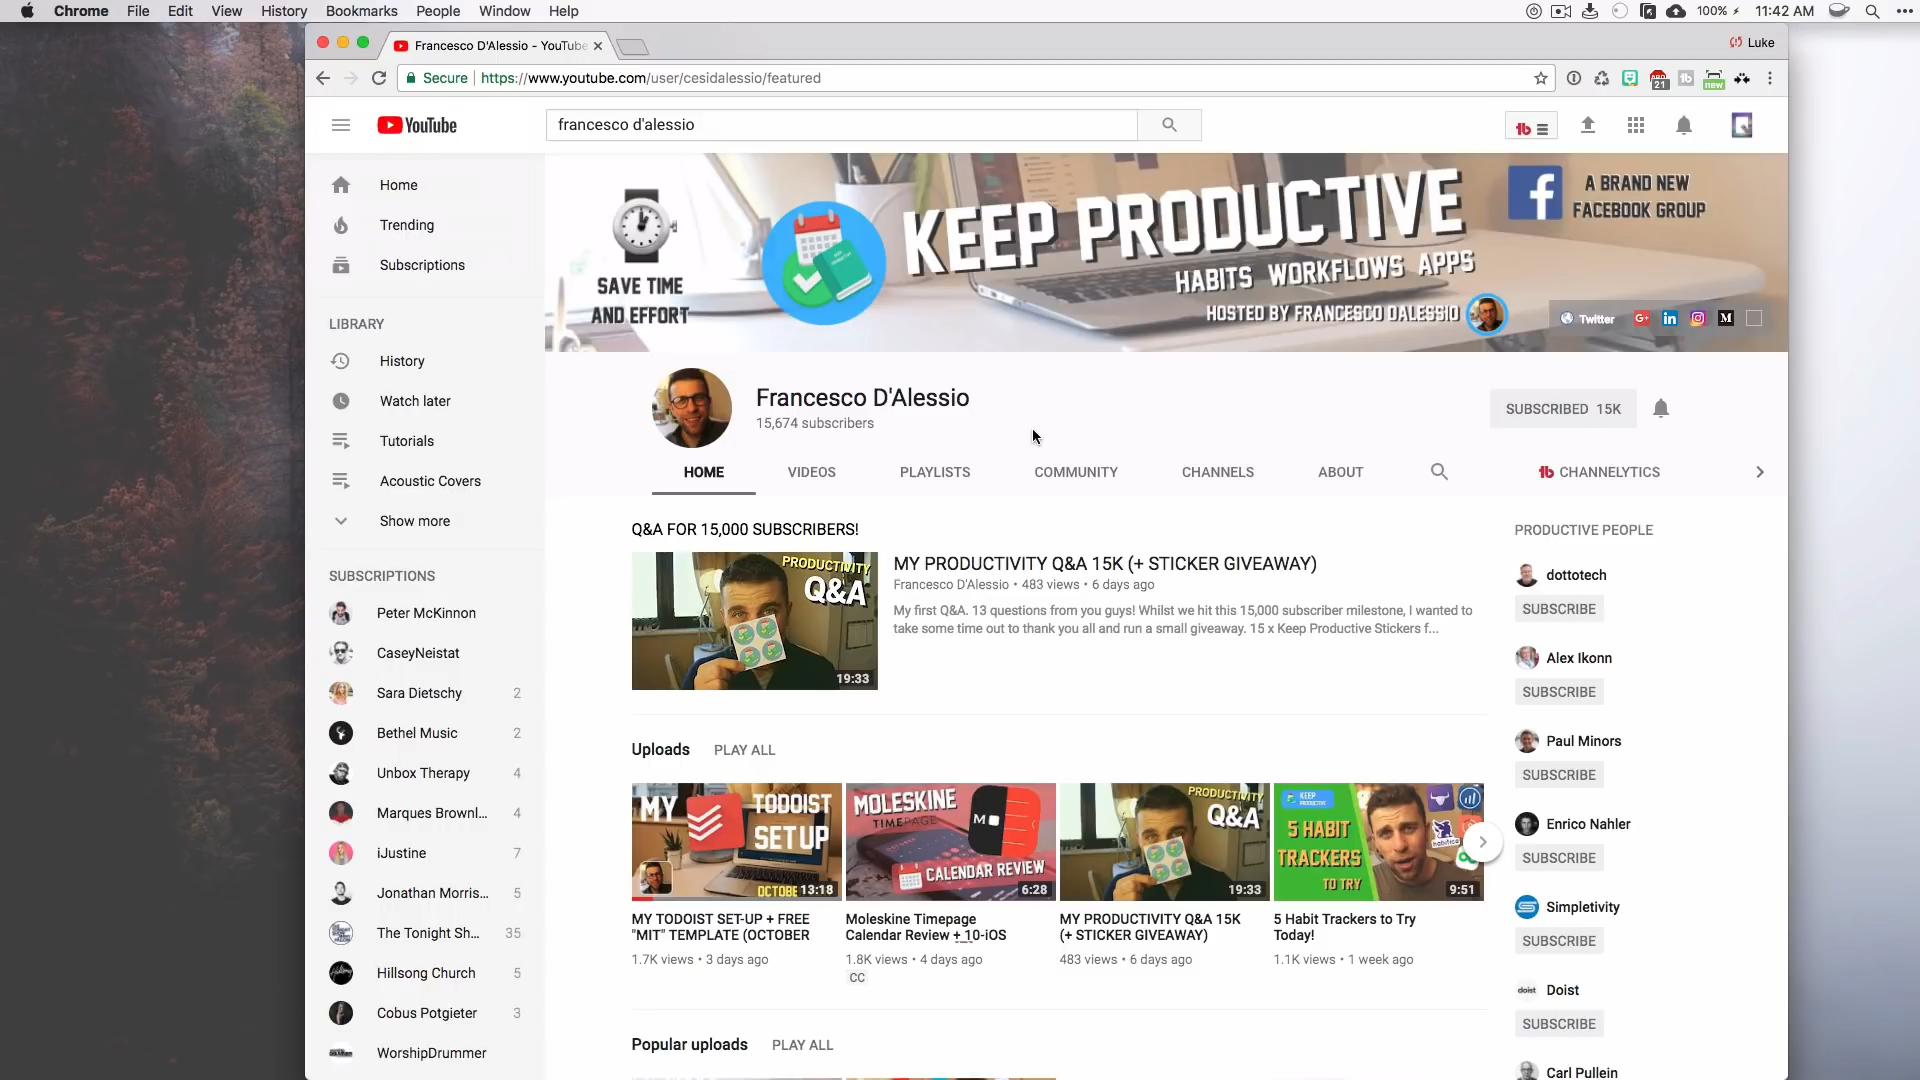 Chrome File Edit View History Bookmarks People Window Help
100% 11:42 AM
Francesco D'Alessio - YouTube
Luke
Secure https://www.youtube.com/user/cesidalessio/featured
21
new
YouTube
francesco d'alessio
Home
Trending
Subscriptions
LIBRARY
History
Watch later
Tutorials
Acoustic Covers
Show more
SUBSCRIPTIONS
Peter McKinnon
CaseyNeistat
Sara Dietschy 2
Bethel Music 2
Unbox Therapy 4
Marques Brownl... 4
iJustine 7
Jonathan Morris... 5
The Tonight Sh... 35
Hillsong Church 5
Cobus Potgieter 3
WorshipDrummer
SAVE TIME
AND EFFORT
KEEP PRODUCTIVE
HABITS WORKFLOWS APPS
HOSTED BY FRANCESCO DALESSIO
A BRAND NEW
FACEBOOK GROUP
Twitter
Francesco D'Alessio
15,674 subscribers
SUBSCRIBED 15K
HOME VIDEOS PLAYLISTS COMMUNITY CHANNELS ABOUT CHANNELYTICS
Q&A FOR 15,000 SUBSCRIBERS!
PRODUCTIVITY
Q&A
19:33
MY PRODUCTIVITY Q&A 15K (+ STICKER GIVEAWAY)
Francesco D'Alessio • 483 views • 6 days ago
My first Q&A. 13 questions from you guys! Whilst we hit this 15,000 subscriber milestone, I wanted to
take some time out to thank you all and run a small giveaway. 15 x Keep Productive Stickers f...
Uploads PLAY ALL
MY TODOIST
SETUP
OCTOBE 13:18
MY TODOIST SET-UP + FREE
"MIT" TEMPLATE (OCTOBER
1.7K views • 3 days ago
MOLESKINE
TIMEPAGE
M
CALENDAR REVIEW
6:28
Moleskine Timepage
Calendar Review + 10-iOS
1.8K views • 4 days ago
CC
PRODUCTIVITY
Q&A
19:33
MY PRODUCTIVITY Q&A 15K
(+ STICKER GIVEAWAY)
483 views • 6 days ago
KEEP
PRODUCTIVE
5 HABIT
TRACKERS
TO TRY
9:51
5 Habit Trackers to Try
Today!
1.1K views • 1 week ago
Popular uploads PLAY ALL
PRODUCTIVE PEOPLE
dottotech
SUBSCRIBE
Alex Ikonn
SUBSCRIBE
Paul Minors
SUBSCRIBE
Enrico Nahler
SUBSCRIBE
Simpletivity
SUBSCRIBE
doist
Doist
SUBSCRIBE
Carl Pullein